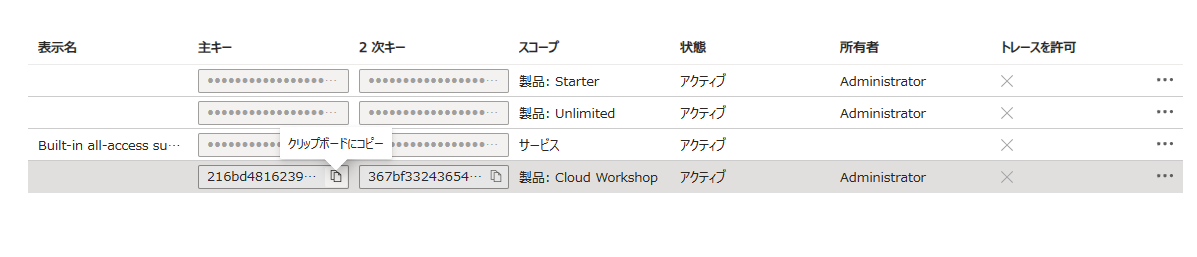 表示名 主キー 2 次キー スコープ 状態 所有者 トレースを許可
••••••••••••••••• ··· ••••••••••••••••• ··· 製品: Starter アクティブ Administrator
••••••••••••••••• ··· ••••••••••••••••• ··· 製品: Unlimited アクティブ Administrator
Built-in all-access su··· ••••••••••••••••• ··· サービス アクティブ
クリップボードにコピー
216bd4816239··· 367bf33243654··· 製品: Cloud Workshop アクティブ Administrator